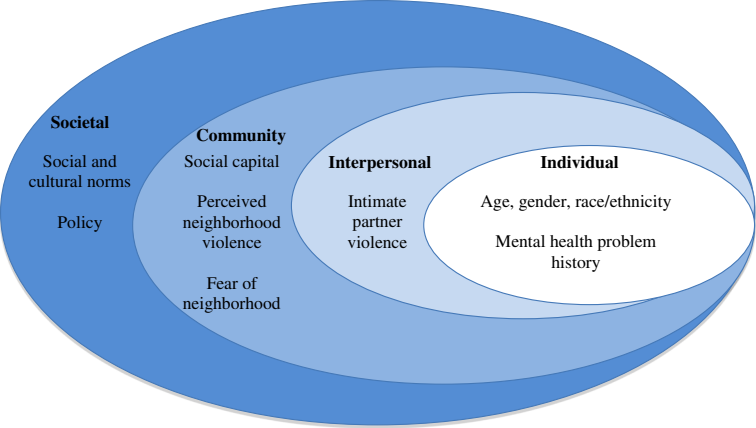 Societal
Social and
cultural norms
Policy
Community
Social capital
Perceived
neighborhood
violence
Fear of
neighborhood
Interpersonal
Intimate
partner
violence
Individual
Age, gender, race/ethnicity
Mental health problem
history